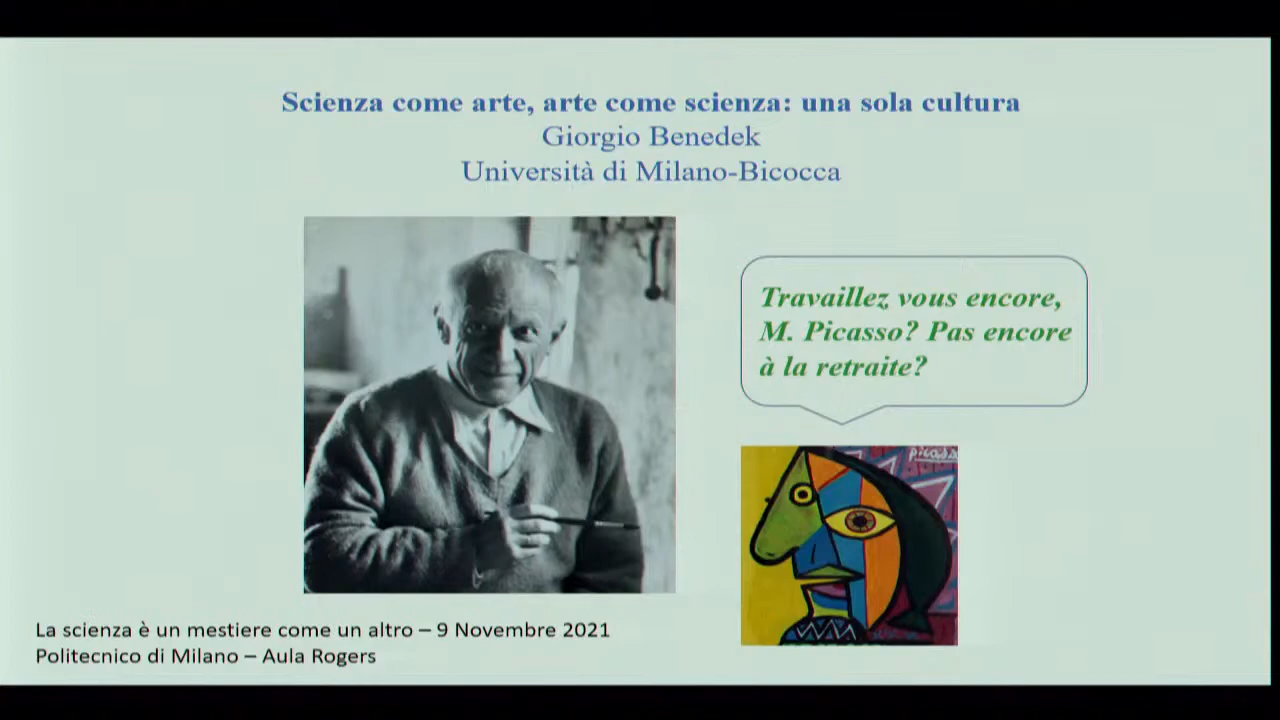 Scienza come arte, arte come scienza: una sola cultura
Giorgio Benedek
Università di Milano-Bicocca
Travaillez vous encore,
M. Picasso? Pas encore
à la retraite?
La scienza è un mestiere come un altro – 9 Novembre 2021
Politecnico di Milano – Aula Rogers